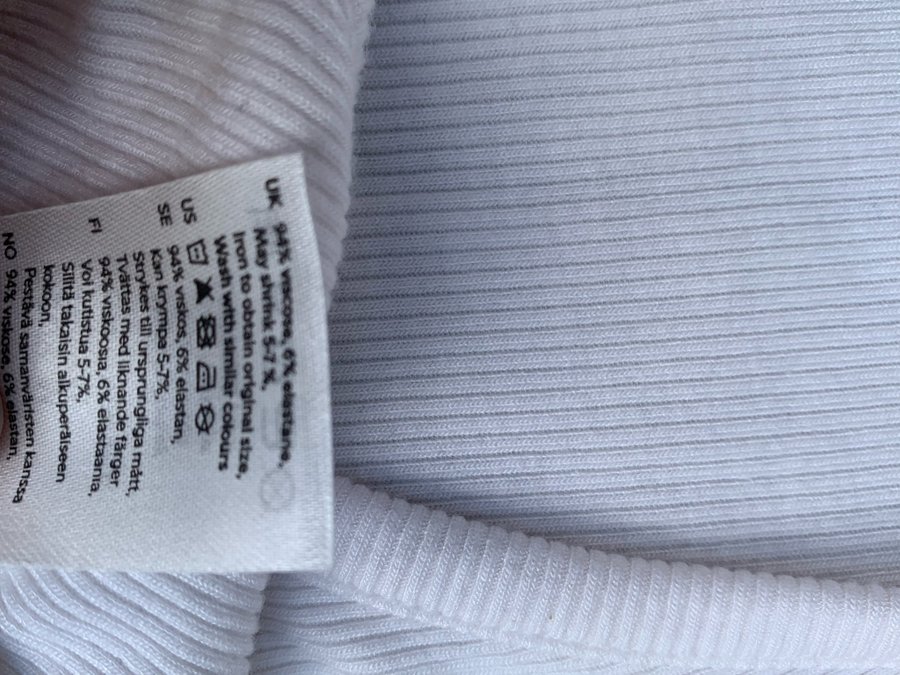 UK 94% viscose, 6% elastane,
May shrink 5-7 %,
Iron to obtain original size,
Wash with similar colours
US
SE 94% viskos, 6% elastan,
Kan krympa 5-7%,
Strykes till ursprungliga mått,
Tvättas med liknande färger
FI 94% viskoosia, 6% elastaania,
Voi kutistua 5-7%,
Silitä takaisin alkuperäiseen
kokoon,
Pestävä samanväristen kanssa
NO 94% viskose, 6% elastan,